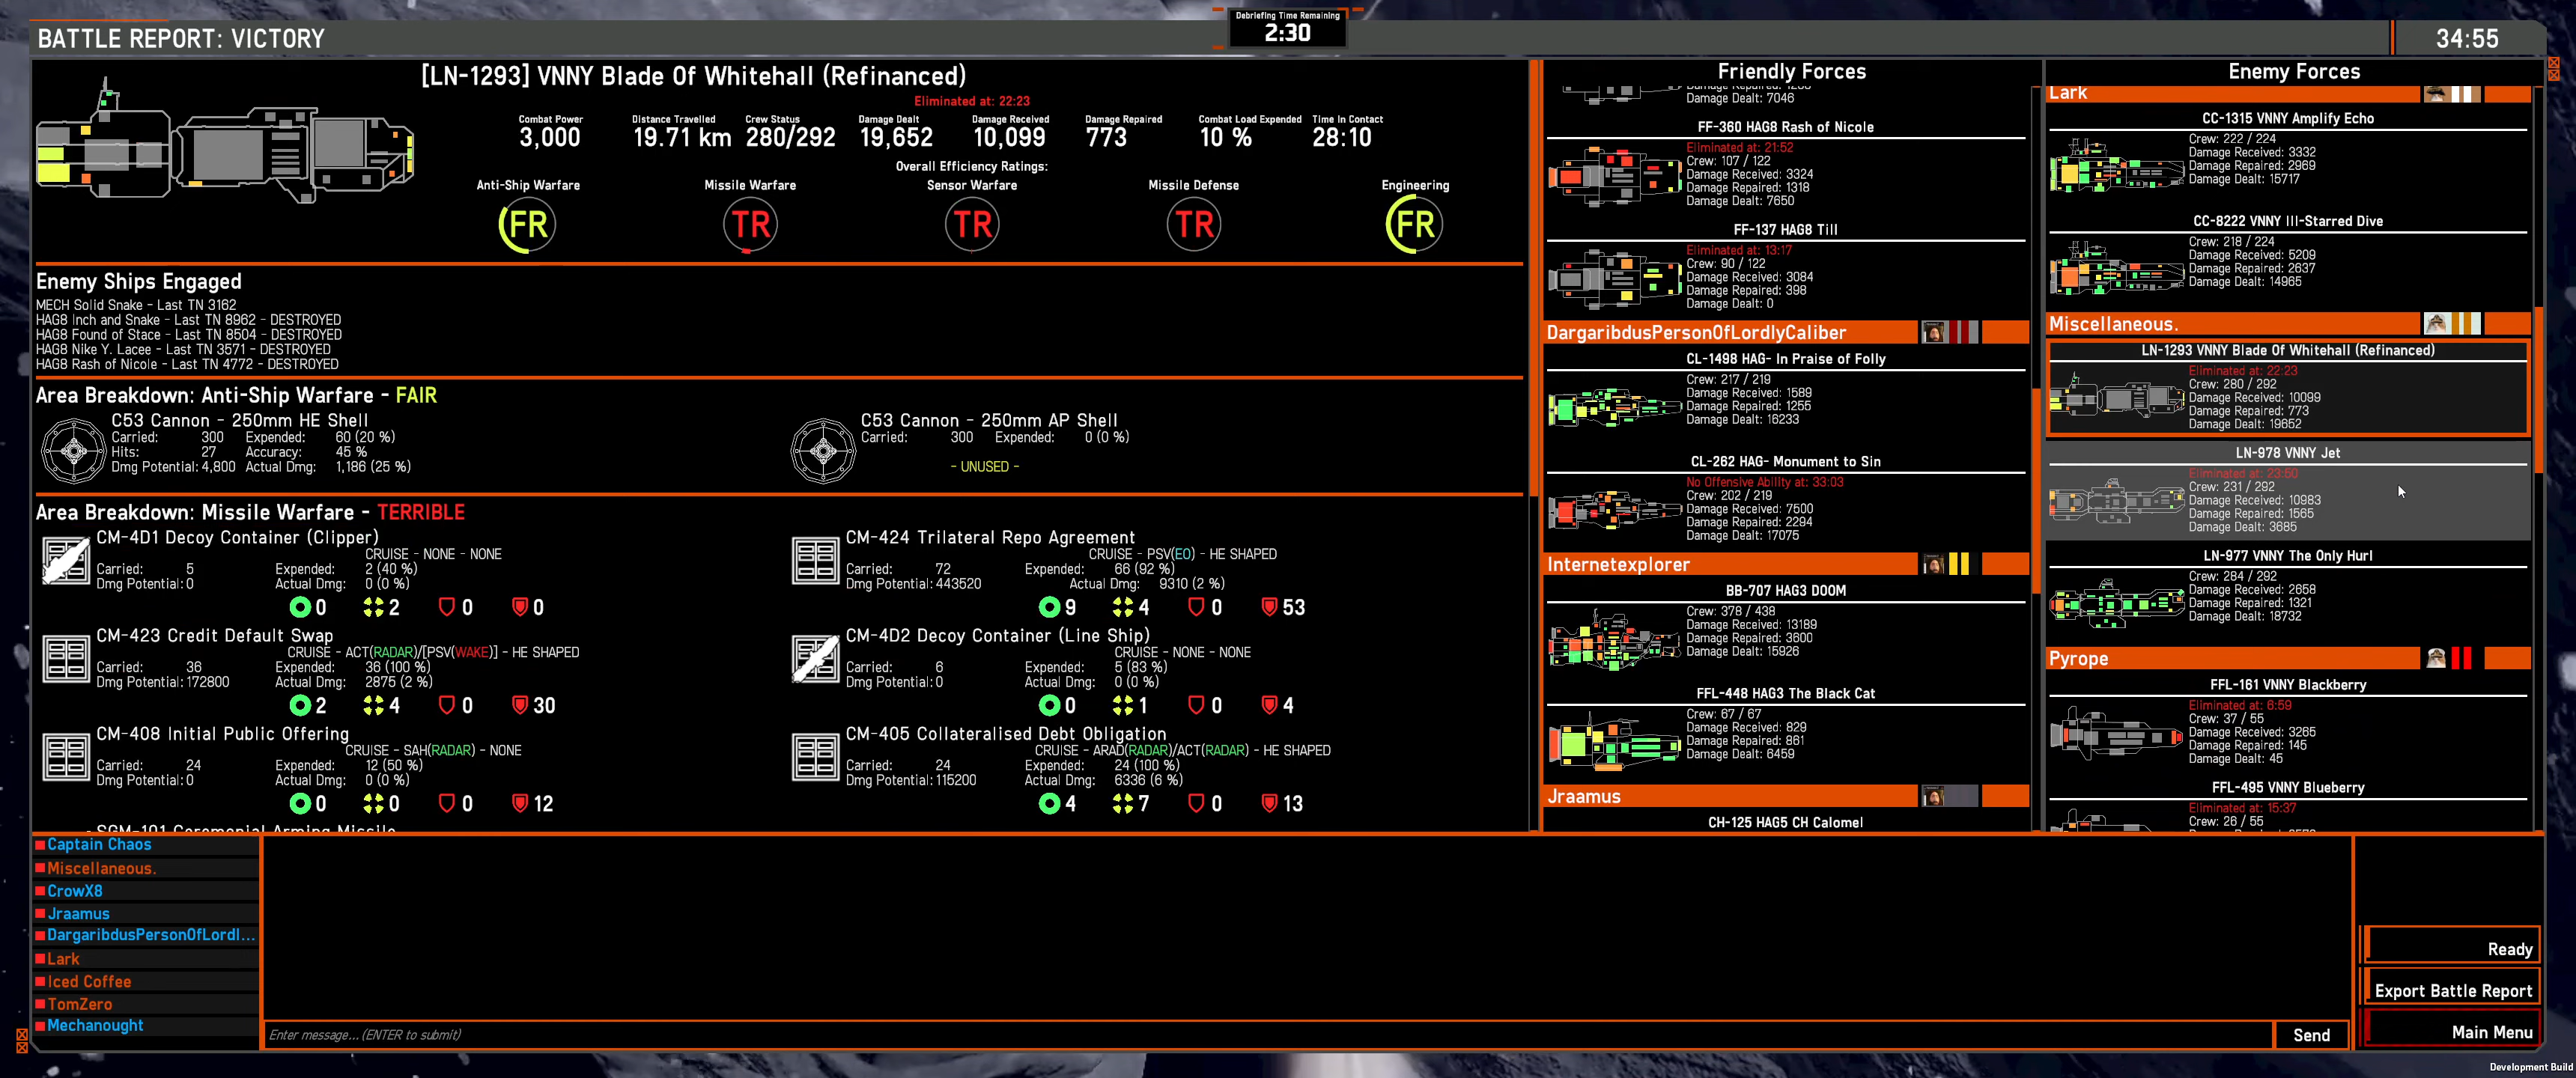 Debriefing Time Remaining
2:30
BATTLE REPORT: VICTORY
34:55
[LN-1293] VNNY Blade Of Whitehall (Refinanced)
Eliminated at: 22:23
Combat Power Distance Travelled Crew Status Damage Dealt Damage Received Damage Repaired Combat Load Expended Time In Contact
3,000 19.71 km 280/292 19,652 10,099 773 10 % 28:10
Overall Efficiency Ratings:
Anti-Ship Warfare Missile Warfare Sensor Warfare Missile Defense Engineering
FR TR TR TR FR
Enemy Ships Engaged
MECH Solid Snake - Last TN 3162
HAG8 Inch and Snake - Last TN 8962 - DESTROYED
HAG8 Found of Stace - Last TN 8504 - DESTROYED
HAG8 Nike Y. Lacee - Last TN 3571 - DESTROYED
HAG8 Rash of Nicole - Last TN 4772 - DESTROYED
Area Breakdown: Anti-Ship Warfare - FAIR
C53 Cannon - 250mm HE Shell
Carried: 300 Expended: 60 (20 %)
Hits: 27 Accuracy: 45 %
Dmg Potential: 4,800 Actual Dmg: 1,186 (25 %)
C53 Cannon - 250mm AP Shell
Carried: 300 Expended: 0 (0 %)
- UNUSED -
Area Breakdown: Missile Warfare - TERRIBLE
CM-4D1 Decoy Container (Clipper)
CRUISE - NONE - NONE
Carried: 5 Expended: 2 (40 %)
Dmg Potential: 0 Actual Dmg: 0 (0 %)
0 2 0 0
CM-424 Trilateral Repo Agreement
CRUISE - PSV(EO) - HE SHAPED
Carried: 72 Expended: 66 (92 %)
Dmg Potential: 443520 Actual Dmg: 9310 (2 %)
9 4 0 53
CM-423 Credit Default Swap
CRUISE - ACT(RADAR)/[PSV(WAKE)] - HE SHAPED
Carried: 36 Expended: 36 (100 %)
Dmg Potential: 172800 Actual Dmg: 2875 (2 %)
2 4 0 30
CM-4D2 Decoy Container (Line Ship)
CRUISE - NONE - NONE
Carried: 6 Expended: 5 (83 %)
Dmg Potential: 0 Actual Dmg: 0 (0 %)
0 1 0 4
CM-408 Initial Public Offering
CRUISE - SAH(RADAR) - NONE
Carried: 24 Expended: 12 (50 %)
Dmg Potential: 0 Actual Dmg: 0 (0 %)
0 0 0 12
CM-405 Collateralised Debt Obligation
CRUISE - ARAD(RADAR)/ACT(RADAR) - HE SHAPED
Carried: 24 Expended: 24 (100 %)
Dmg Potential: 115200 Actual Dmg: 6336 (6 %)
4 7 0 13
SGM-101 Ceremonial Arming Missile
Friendly Forces
Damage Dealt: 7046
FF-360 HAG8 Rash of Nicole
Eliminated at: 21:52
Crew: 107 / 122
Damage Received: 3324
Damage Repaired: 1318
Damage Dealt: 7650
FF-137 HAG8 Till
Eliminated at: 13:17
Crew: 90 / 122
Damage Received: 3084
Damage Repaired: 398
Damage Dealt: 0
DargaribdusPersonOfLordlyCaliber
CL-1498 HAG- In Praise of Folly
Crew: 217 / 219
Damage Received: 1589
Damage Repaired: 1255
Damage Dealt: 16233
CL-262 HAG- Monument to Sin
No Offensive Ability at: 33:03
Crew: 202 / 219
Damage Received: 7500
Damage Repaired: 2294
Damage Dealt: 17075
Internetexplorer
BB-707 HAG3 DOOM
Crew: 378 / 438
Damage Received: 13189
Damage Repaired: 3600
Damage Dealt: 15926
FFL-448 HAG3 The Black Cat
Crew: 67 / 67
Damage Received: 829
Damage Repaired: 861
Damage Dealt: 6459
Jraamus
CH-125 HAG5 CH Calomel
Enemy Forces
Lark
CC-1315 VNNY Amplify Echo
Crew: 222 / 224
Damage Received: 3332
Damage Repaired: 2969
Damage Dealt: 15717
CC-8222 VNNY Ill-Starred Dive
Crew: 218 / 224
Damage Received: 5209
Damage Repaired: 2637
Damage Dealt: 14965
Miscellaneous.
LN-1293 VNNY Blade Of Whitehall (Refinanced)
Eliminated at: 22:23
Crew: 280 / 292
Damage Received: 10099
Damage Repaired: 773
Damage Dealt: 19652
LN-978 VNNY Jet
Eliminated at: 23:50
Crew: 231 / 292
Damage Received: 10983
Damage Repaired: 1565
Damage Dealt: 3685
LN-977 VNNY The Only Hurl
Crew: 284 / 292
Damage Received: 2658
Damage Repaired: 1321
Damage Dealt: 18732
Pyrope
FFL-161 VNNY Blackberry
Eliminated at: 6:59
Crew: 37 / 55
Damage Received: 3265
Damage Repaired: 145
Damage Dealt: 45
FFL-495 VNNY Blueberry
Eliminated at: 15:37
Crew: 26 / 55
Captain Chaos
Miscellaneous.
CrowX8
Jraamus
DargaribdusPersonOfLordl...
Lark
Iced Coffee
TomZero
Mechanought
Enter message... (ENTER to submit)
Send
Ready
Export Battle Report
Main Menu
Development Build